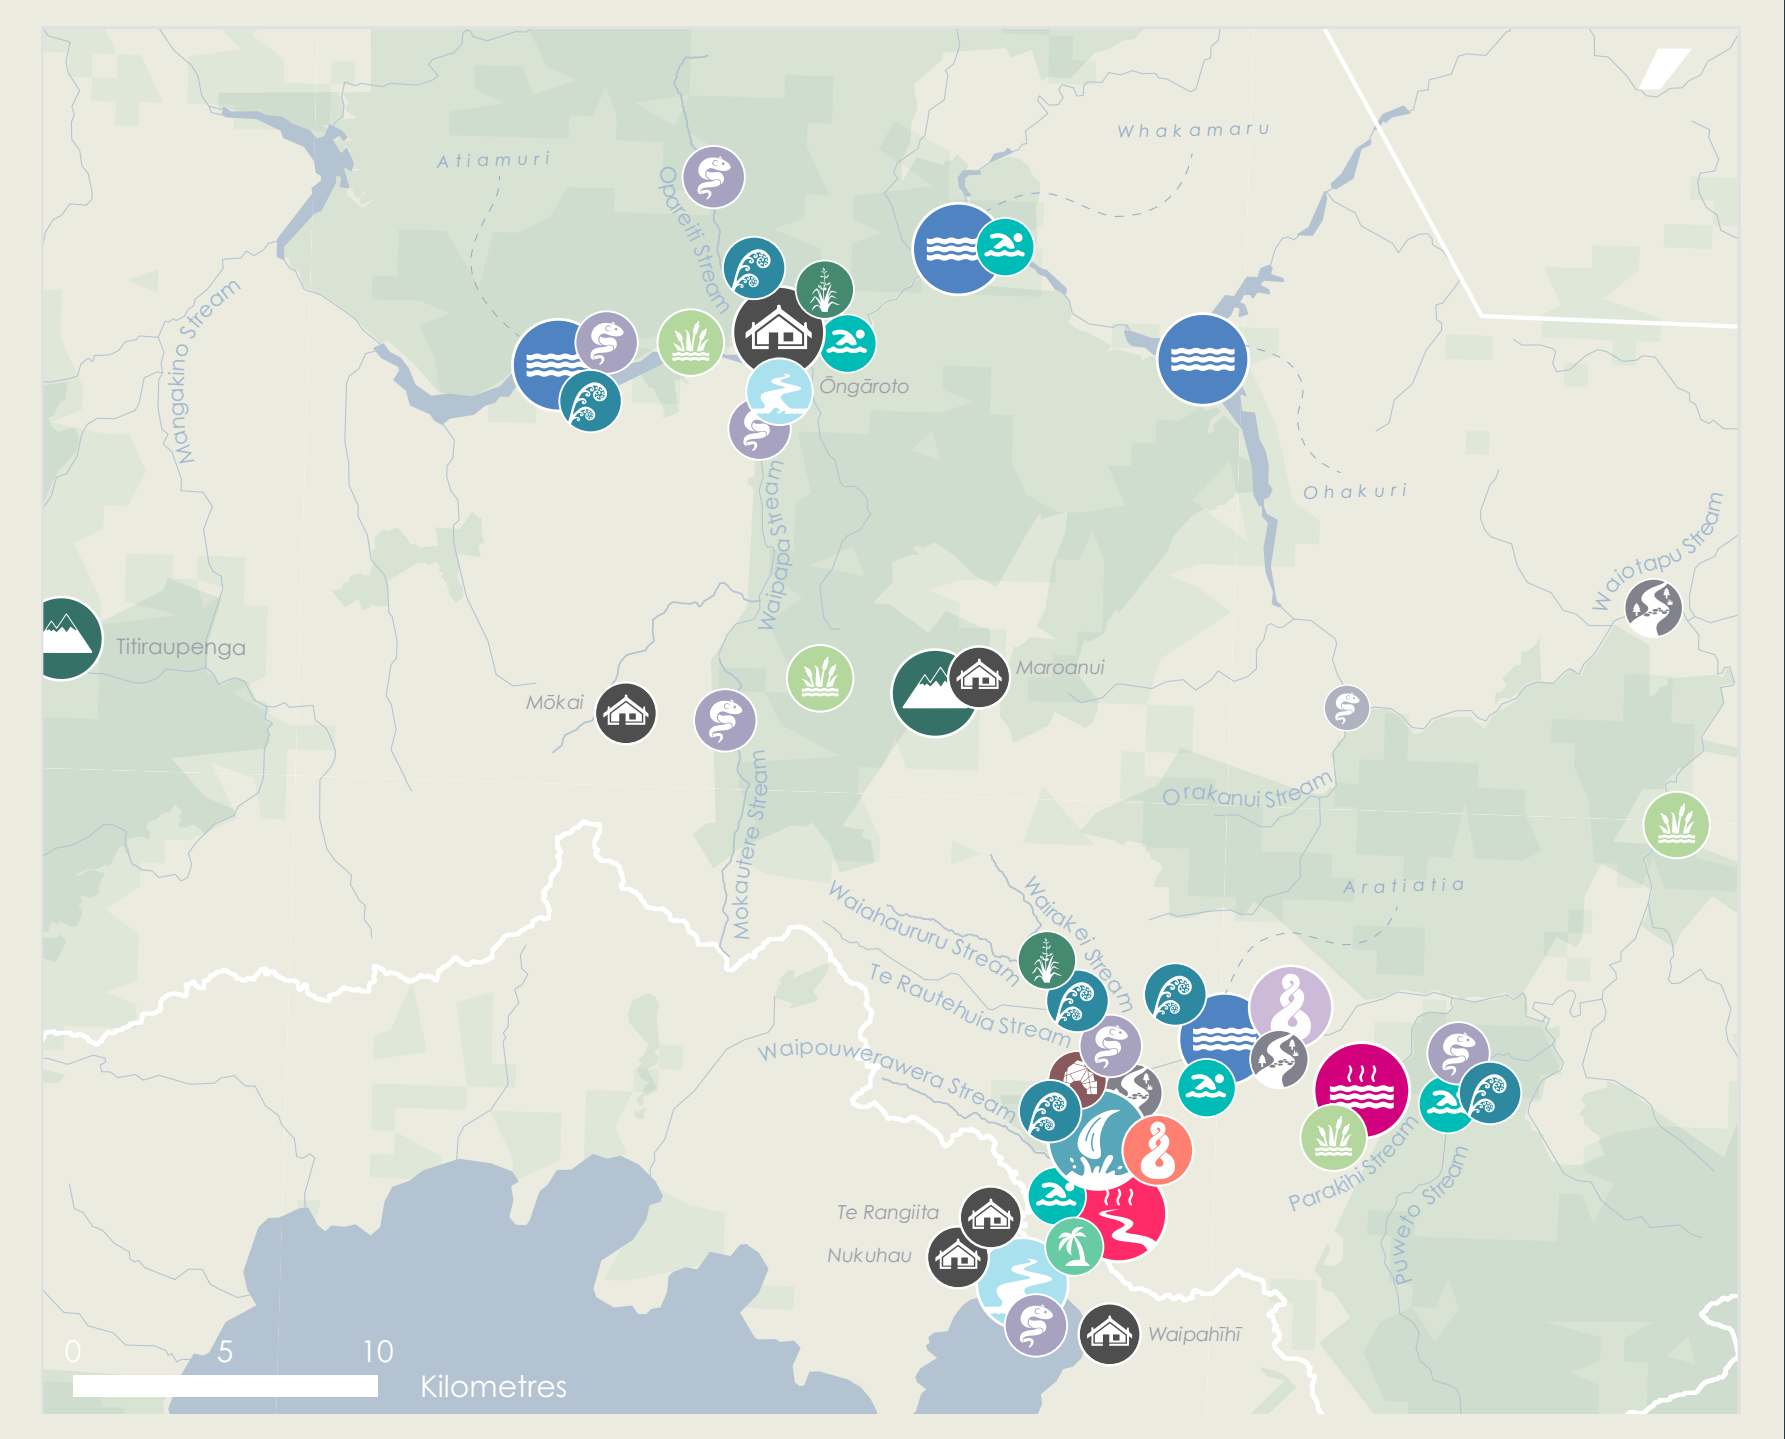 Whakamaru
Atiamuri
Opareiti Stream
Mangakino Stream
Ōngāroto
Ohakuri
Waiotapu Stream
Waipapa Stream
Titiraupenga
Maroanui
Mōkai
Orakanui Stream
Mokautere Stream
Aratiatia
Wairakei Stream
Waiahaururu Stream
Te Rautehuia Stream
Waipouwerawera Stream
Parakihi Stream
Puweto Stream
Te Rangiita
Nukuhau
Waipahīhī
0 5 10
Kilometres